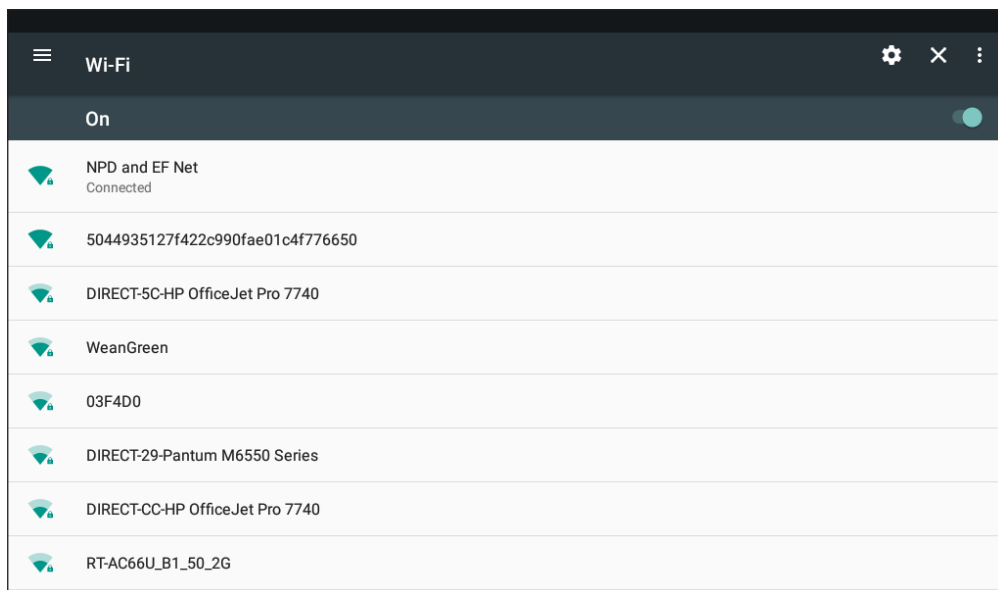 Wi-Fi
On
NPD and EF Net
Connected
5044935127f422c990fae01c4f776650
DIRECT-5C-HP OfficeJet Pro 7740
WeanGreen
03F4D0
DIRECT-29-Pantum M6550 Series
DIRECT-CC-HP OfficeJet Pro 7740
RT-AC66U_B1_50_2G